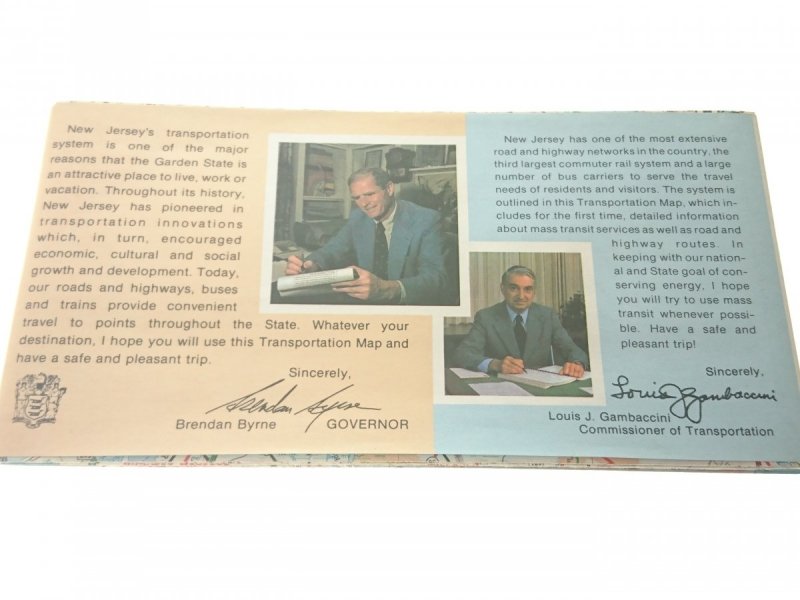 New Jersey's transportation
system is one of the major
reasons that the Garden State is
an attractive place to live, work or
vacation. Throughout its history,
New Jersey has pioneered in
transportation innovations
which, in turn, encouraged
economic, cultural and social
growth and development. Today,
our roads and highways, buses
and trains provide convenient
travel to points throughout the State. Whatever your
destination, I hope you will use this Transportation Map and
have a safe and pleasant trip.
Sincerely,
Brendan Byrne
Brendan Byrne GOVERNOR
New Jersey has one of the most extensive
road and highway networks in the country, the
third largest commuter rail system and a large
number of bus carriers to serve the travel
needs of residents and visitors. The system is
outlined in this Transportation Map, which in-
cludes for the first time, detailed information
about mass transit services as well as road and
highway routes. In
keeping with our nation-
al and State goal of con-
serving energy, I hope
you will try to use mass
transit whenever possi-
ble. Have a safe and
pleasant trip!
Sincerely,
Louis J Gambaccini
Louis J. Gambaccini
Commissioner of Transportation